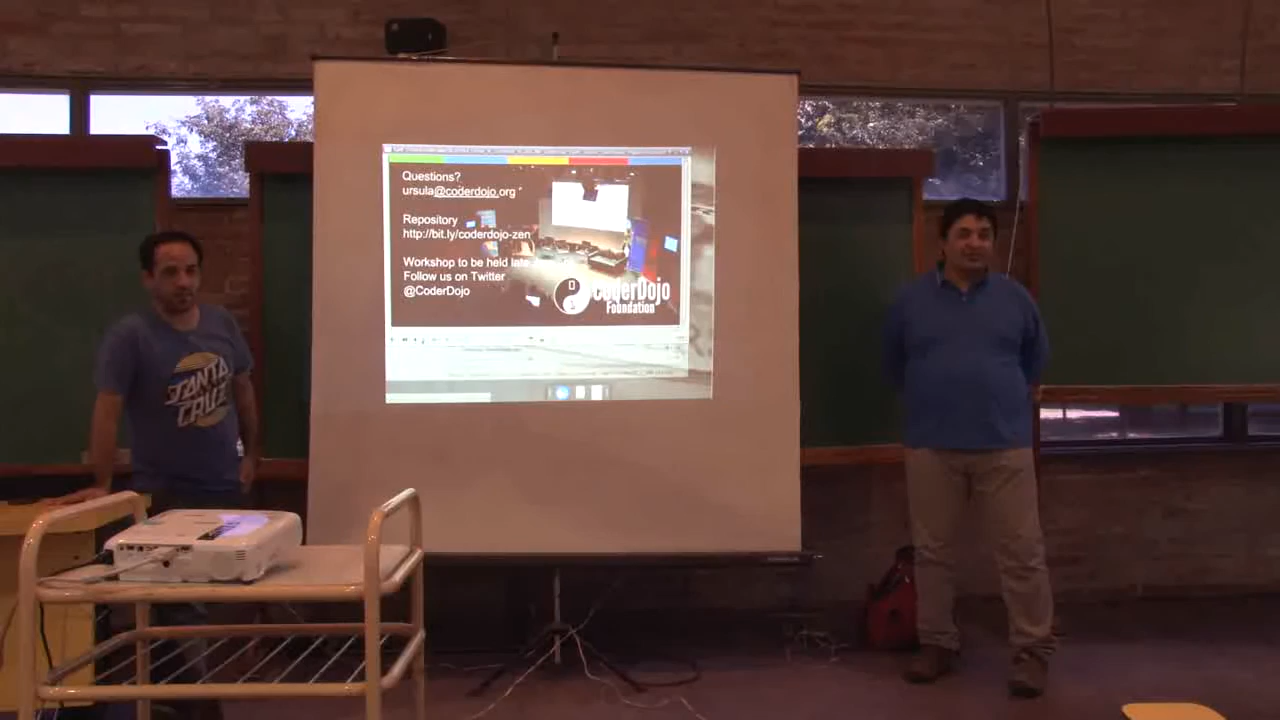 Questions?
ursula@coderdojo.org
Repository
http://bit.ly/coderdojo-zen
Workshop to be held late
Follow us on Twitter
@CoderDojo
CoderDojo
Foundation
SANTA
CRUZ